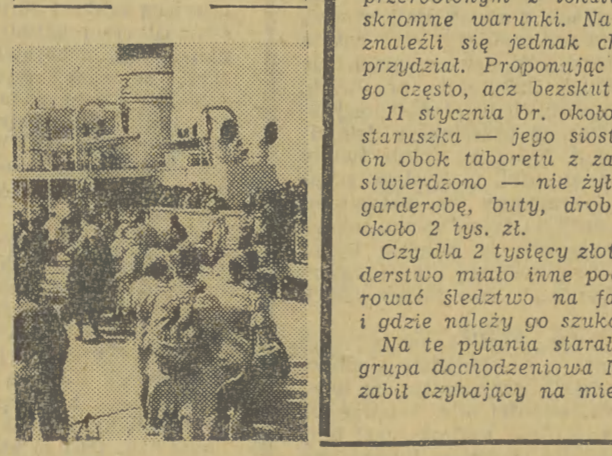 przerobionym z lokalu
skromne warunki. Na
znaleźli się jednak ch
przydział. Proponując
go często, acz bezskut
11 stycznia br. około
staruszka — jego siost
on obok taboretu z za
stwierdzono — nie żył
garderobę, buty, drob
około 2 tys. zł.
Czy dla 2 tysięcy złot
derstwo miało inne po
rować śledztwo na fa
i gdzie należy go szuka
Na te pytania starał
grupa dochodzeniowa
zabił czyhający na mie